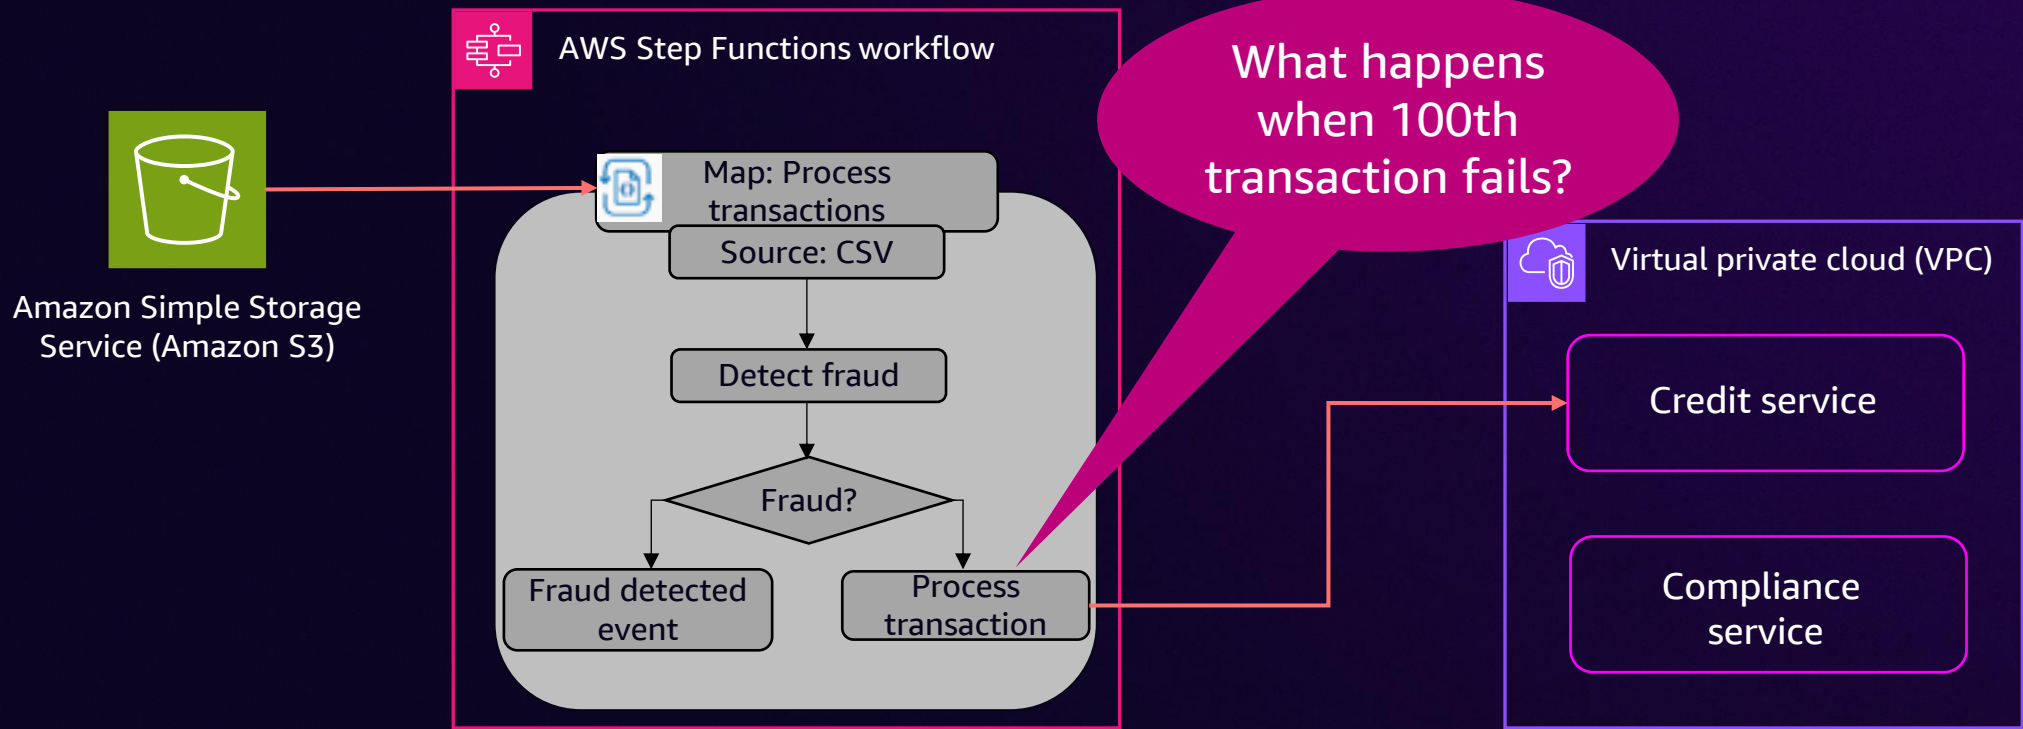 AWS Step Functions workflow
What happens
when 100th
transaction fails?
Amazon Simple Storage
Service (Amazon S3)
Map: Process
transactions
Source: CSV
Detect fraud
Fraud?
Fraud detected
event
Process
transaction
Virtual private cloud (VPC)
Credit service
Compliance
service